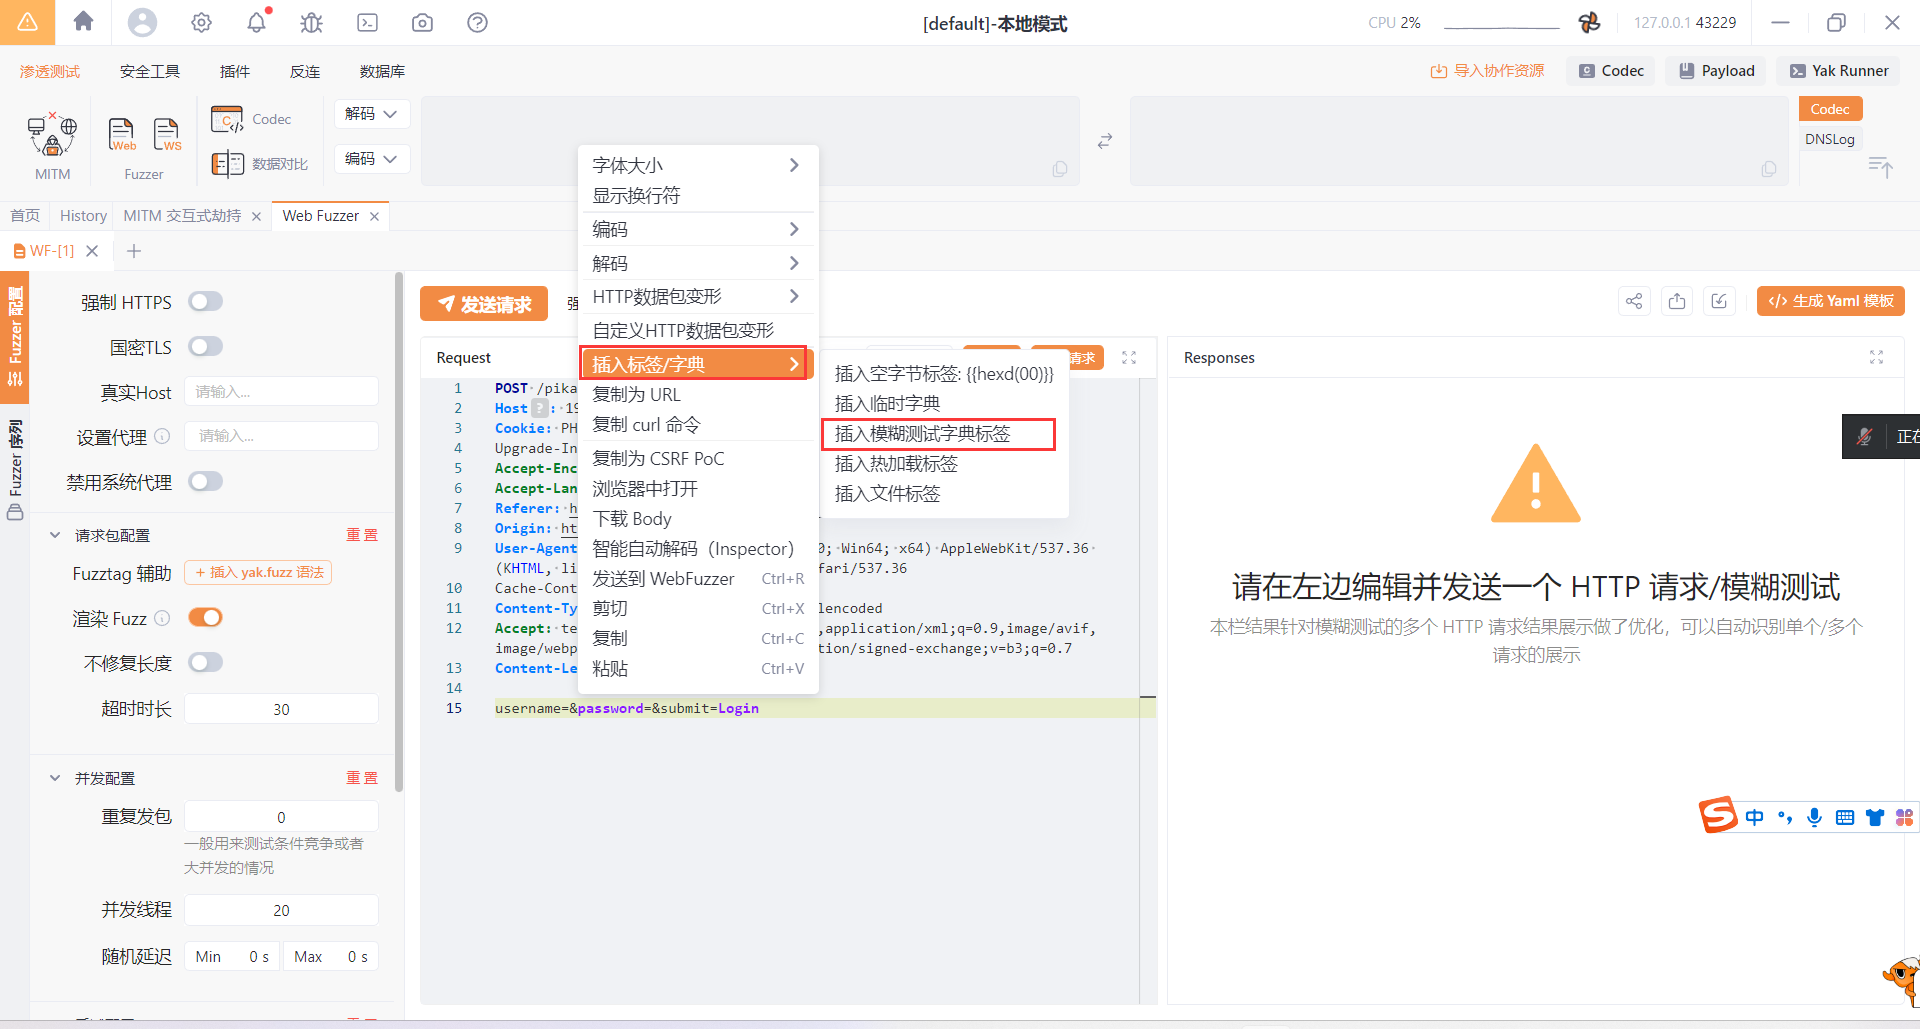 [default]-本地模式
CPU 2%
127.0.0.1 43229
渗透测试 安全工具 插件 反连 数据库
导入协作资源 Codec Payload Yak Runner
MITM
Web
WS
Fuzzer
Codec
数据对比
解码
编码
Codec
DNSLog
首页 History MITM 交互式劫持 Web Fuzzer
WF-[1]
Fuzzer 配置
Fuzzer 序列
强制 HTTPS
国密TLS
真实Host 请输入...
设置代理 请输入...
禁用系统代理
请求包配置 重置
Fuzztag 辅助 + 插入 yak.fuzz 语法
渲染 Fuzz
不修复长度
超时时长 30
并发配置 重置
重复发包 0
一般用来测试条件竞争或者
大并发的情况
并发线程 20
随机延迟 Min 0 s Max 0 s
发送请求
生成 Yaml 模板
Request
请求
1 POST /pika
2 Host ? : 19
3 Cookie: PH
4 Upgrade-In
5 Accept-Enc
6 Accept-Lan
7 Referer: h
8 Origin: ht
9 User-Agent 0; Win64; x64) AppleWebKit/537.36
(KHTML, li fari/537.36
10 Cache-Cont
11 Content-Ty lencoded
12 Accept: te ,application/xml;q=0.9,image/avif,
image/webp tion/signed-exchange;v=b3;q=0.7
13 Content-Le
14
15 username=&password=&submit=Login
字体大小
显示换行符
编码
解码
HTTP数据包变形
自定义HTTP数据包变形
插入标签/字典
复制为 URL
复制 curl 命令
复制为 CSRF PoC
浏览器中打开
下载 Body
智能自动解码（Inspector）
发送到 WebFuzzer Ctrl+R
剪切 Ctrl+X
复制 Ctrl+C
粘贴 Ctrl+V
插入空字节标签: {{hexd(00)}}
插入临时字典
插入模糊测试字典标签
插入热加载标签
插入文件标签
Responses
请在左边编辑并发送一个 HTTP 请求/模糊测试
本栏结果针对模糊测试的多个 HTTP 请求结果展示做了优化，可以自动识别单个/多个
请求的展示
正在
中